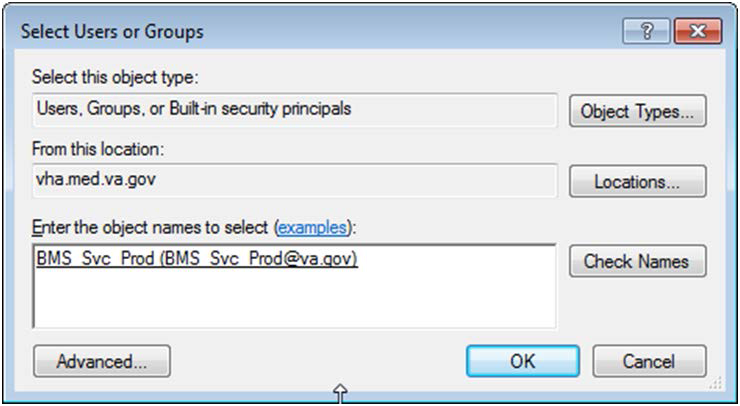 Select Users or Groups
Select this object type:
Users, Groups, or Built-in security principals
Object Types...
From this location:
vha.med.va.gov
Locations...
Enter the object names to select (examples):
BMS_Svc_Prod (BMS_Svc_Prod@va.gov)
Check Names
Advanced...
OK
Cancel